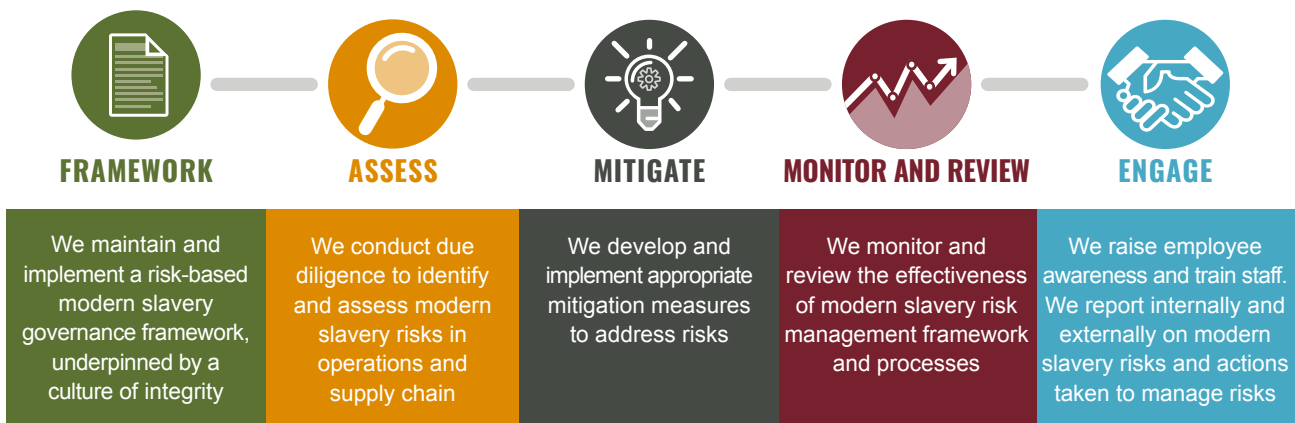 FRAMEWORK
ASSESS
MITIGATE
MONITOR AND REVIEW
ENGAGE
We maintain and
implement a risk-based
modern slavery
governance framework,
underpinned by a
culture of integrity
We conduct due
diligence to identify
and assess modern
slavery risks in
operations and
supply chain
We develop and
implement appropriate
mitigation measures
to address risks
We monitor and
review the effectiveness
of modern slavery risk
management framework
and processes
We raise employee
awareness and train staff.
We report internally and
externally on modern
slavery risks and actions
taken to manage risks